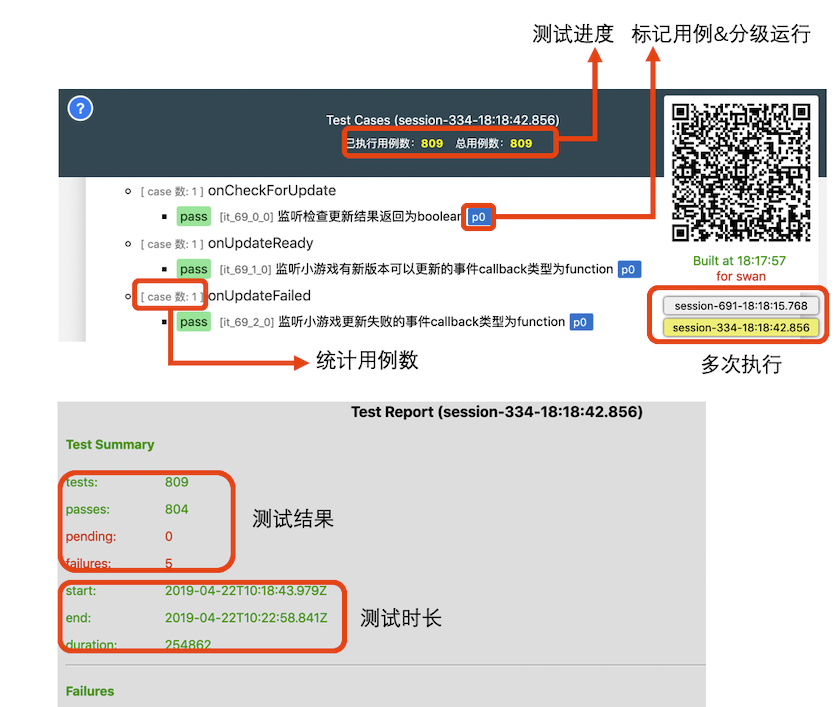 测试进度 标记用例&分级运行
?
Test Cases (session-334-18:18:42.856)
已执行用例数: 809 总用例数: 809
[ case 数: 1 ] onCheckForUpdate
pass [it_69_0_0] 监听检查更新结果返回为boolean p0
[ case 数: 1 ] onUpdateReady
pass [it_69_1_0] 监听小游戏有新版本可以更新的事件callback类型为function p0
[ case 数: 1 ] onUpdateFailed
pass [it_69_2_0] 监听小游戏更新失败的事件callback类型为function p0
Built at 18:17:57
for swan
session-691-18:18:15.768
session-334-18:18:42.856
统计用例数
多次执行
Test Report (session-334-18:18:42.856)
Test Summary
tests: 809
passes: 804
pending: 0
failures: 5
测试结果
start: 2019-04-22T10:18:43.979Z
end: 2019-04-22T10:22:58.841Z
duration: 254862
测试时长
Failures